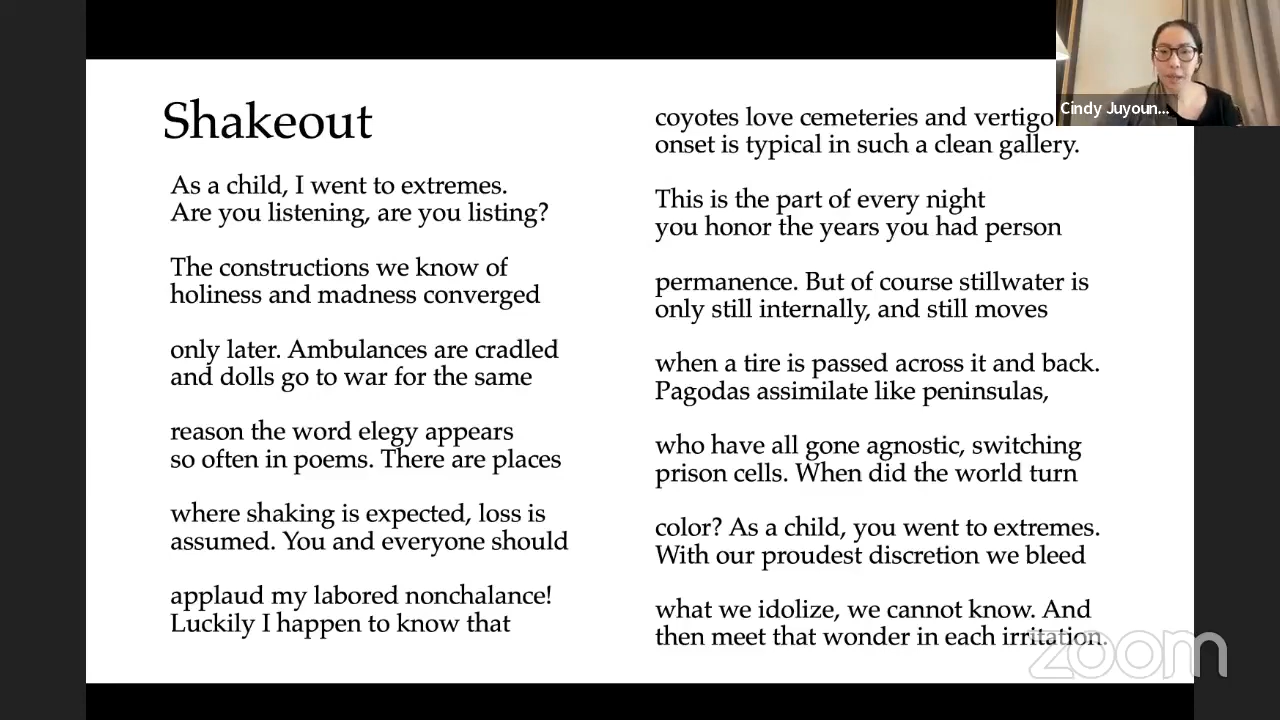 Shakeout
As a child, I went to extremes.
Are you listening, are you listing?
The constructions we know of
holiness and madness converged
only later. Ambulances are cradled
and dolls go to war for the same
reason the word elegy appears
so often in poems. There are places
where shaking is expected, loss is
assumed. You and everyone should
applaud my labored nonchalance!
Luckily I happen to know that
coyotes love cemeteries and vertigo
onset is typical in such a clean gallery.
This is the part of every night
you honor the years you had person
permanence. But of course stillwater is
only still internally, and still moves
when a tire is passed across it and back.
Pagodas assimilate like peninsulas,
who have all gone agnostic, switching
prison cells. When did the world turn
color? As a child, you went to extremes.
With our proudest discretion we bleed
what we idolize, we cannot know. And
then meet that wonder in each irritation.
Cindy Juyoun...
zoom